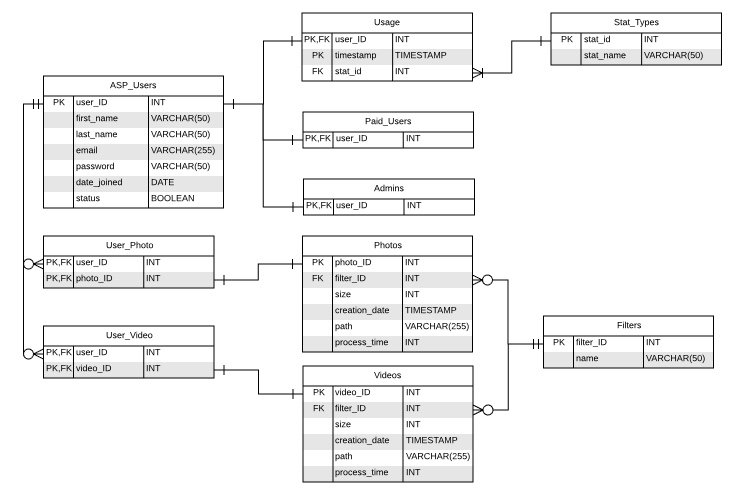 Usage
PK,FK user_ID INT
PK timestamp TIMESTAMP
FK stat_id INT
Stat_Types
PK stat_id INT
stat_name VARCHAR(50)
ASP_Users
PK user_ID INT
first_name VARCHAR(50)
last_name VARCHAR(50)
email VARCHAR(255)
password VARCHAR(50)
date_joined DATE
status BOOLEAN
Paid_Users
PK,FK user_ID INT
Admins
PK,FK user_ID INT
User_Photo
PK,FK user_ID INT
PK,FK photo_ID INT
Photos
PK photo_ID INT
FK filter_ID INT
size INT
creation_date TIMESTAMP
path VARCHAR(255)
process_time INT
Filters
PK filter_ID INT
name VARCHAR(50)
User_Video
PK,FK user_ID INT
PK,FK video_ID INT
Videos
PK video_ID INT
FK filter_ID INT
size INT
creation_date TIMESTAMP
path VARCHAR(255)
process_time INT